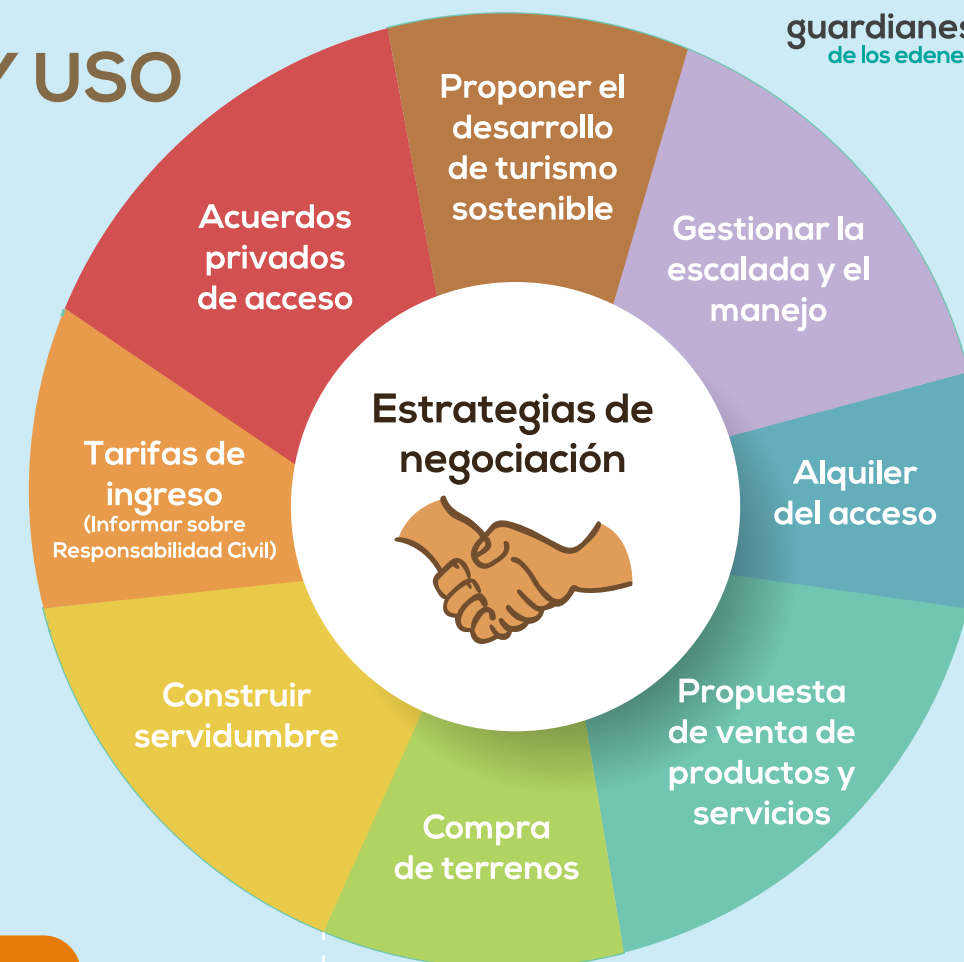 Y USO
guardianes
de los edene
Proponer el
desarrollo
de turismo
sostenible
Gestionar la
escalada y el
manejo
Alquiler
del acceso
Propuesta
de venta de
productos y
servicios
Compra
de terrenos
Construir
servidumbre
Tarifas de
ingreso
(Informar sobre
Responsabilidad Civil)
Acuerdos
privados
de acceso
Estrategias de
negociación